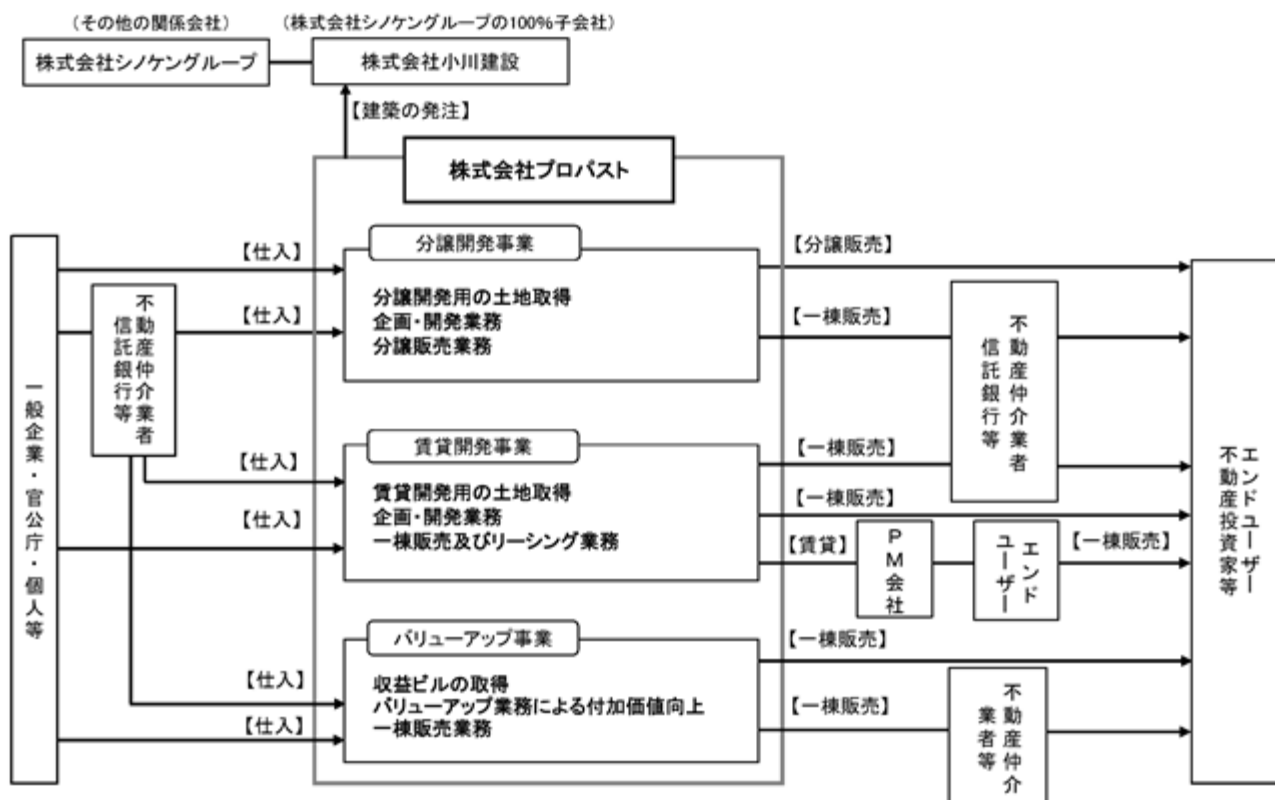 (その他の関係会社)
(株式会社シノケングループの100%子会社)
株式会社シノケングループ
株式会社小川建設
【建築の発注】
株式会社プロパスト
一般企業・官公庁・個人等
不動産仲介業者
信託銀行等
【仕入】
【仕入】
分譲開発事業
分譲開発用の土地取得
企画・開発業務
分譲販売業務
【分譲販売】
【一棟販売】
不動産仲介業者
信託銀行等
【仕入】
【仕入】
賃貸開発事業
賃貸開発用の土地取得
企画・開発業務
一棟販売及びリーシング業務
【一棟販売】
【一棟販売】
【賃貸】
PM会社
エンド
ユーザー
【一棟販売】
【仕入】
【仕入】
バリューアップ事業
収益ビルの取得
バリューアップ業務による付加価値向上
一棟販売業務
【一棟販売】
【一棟販売】
不動産仲介
業者等
エンドユーザー
不動産投資家等